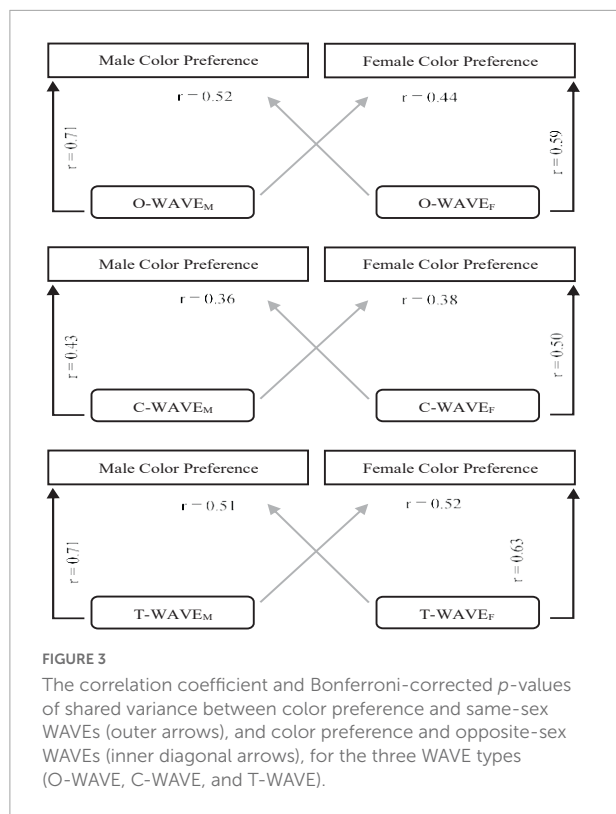 Male Color Preference
Female Color Preference
r = 0.52
r = 0.44
r = 0.71
r = 0.59
O-WAVEM
O-WAVEF
Male Color Preference
Female Color Preference
r = 0.36
r = 0.38
r = 0.43
r = 0.50
C-WAVEM
C-WAVEF
Male Color Preference
Female Color Preference
r = 0.51
r = 0.52
r = 0.71
r = 0.63
T-WAVEM
T-WAVEF
FIGURE 3
The correlation coefficient and Bonferroni-corrected p-values
of shared variance between color preference and same-sex
WAVEs (outer arrows), and color preference and opposite-sex
WAVEs (inner diagonal arrows), for the three WAVE types
(O-WAVE, C-WAVE, and T-WAVE).